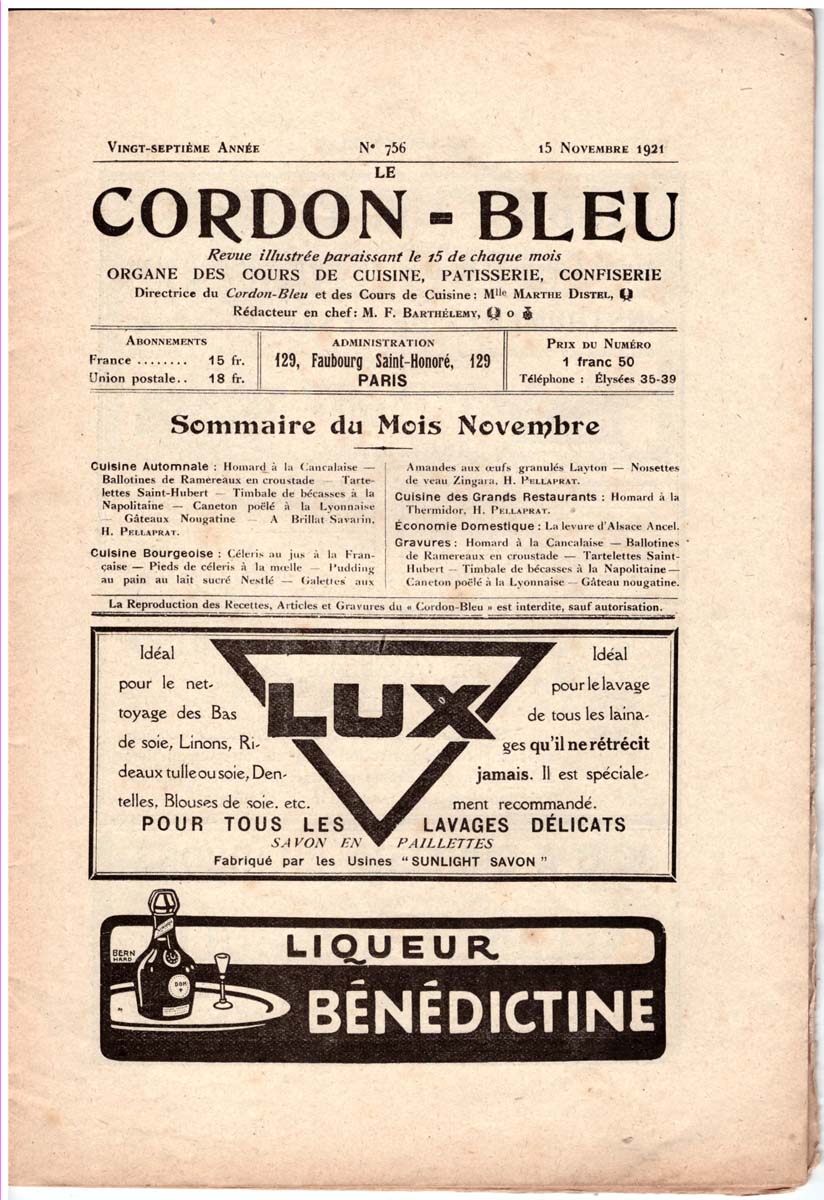 VINGT-SEPTIÈME ANNÉE N° 756 15 NOVEMBRE 1921
LE
CORDON - BLEU
Revue illustrée paraissant le 15 de chaque mois
ORGANE DES COURS DE CUISINE, PATISSERIE, CONFISERIE
Directrice du Cordon-Bleu et des Cours de Cuisine: Mlle MARTHE DISTEL,
Rédacteur en chef: M. F. BARTHÉLEMY, O
ABONNEMENTS
France ........ 15 fr.
Union postale.. 18 fr.
ADMINISTRATION
129, Faubourg Saint-Honoré, 129
PARIS
PRIX DU NUMÉRO
1 franc 50
Téléphone : Élysées 35-39
Sommaire du Mois Novembre
Cuisine Automnale : Homard à la Cancalaise —
Ballotines de Ramereaux en croustade — Tarte-
lettes Saint-Hubert — Timbale de bécasses à la
Napolitaine — Caneton poëlé à la Lyonnaise
— Gâteaux Nougatine — A Brillat Savarin,
H. PELLAPRAT.
Cuisine Bourgeoise : Céleris au jus à la Fran-
çaise — Pieds de céleris à la moelle — Pudding
au pain au lait sucré Nestlé — Galettes aux
Amandes aux œufs granulés Layton — Noisettes
de veau Zingara, H. PELLAPRAT.
Cuisine des Grands Restaurants : Homard à la
Thermidor, H. PELLAPRAT.
Économie Domestique : La levure d'Alsace Ancel.
Gravures : Homard à la Cancalaise — Ballotines
de Ramereaux en croustade — Tartelettes Saint-
Hubert — Timbale de bécasses à la Napolitaine —
Caneton poëlé à la Lyonnaise — Gâteau nougatine.
La Reproduction des Recettes, Articles et Gravures du « Cordon-Bleu » est interdite, sauf autorisation.
Idéal
pour le net-
toyage des Bas
de soie, Linons, Ri-
deaux tulle ou soie, Den-
telles, Blouses de soie. etc.
LUX
Idéal
pour le lavage
de tous les laina-
ges qu'il ne rétrécit
jamais. Il est spéciale-
ment recommandé.
POUR TOUS LES LAVAGES DÉLICATS
SAVON EN PAILLETTES
Fabriqué par les Usines "SUNLIGHT SAVON"
BERN
HARD
DOM
LIQUEUR
BÉNÉDICTINE